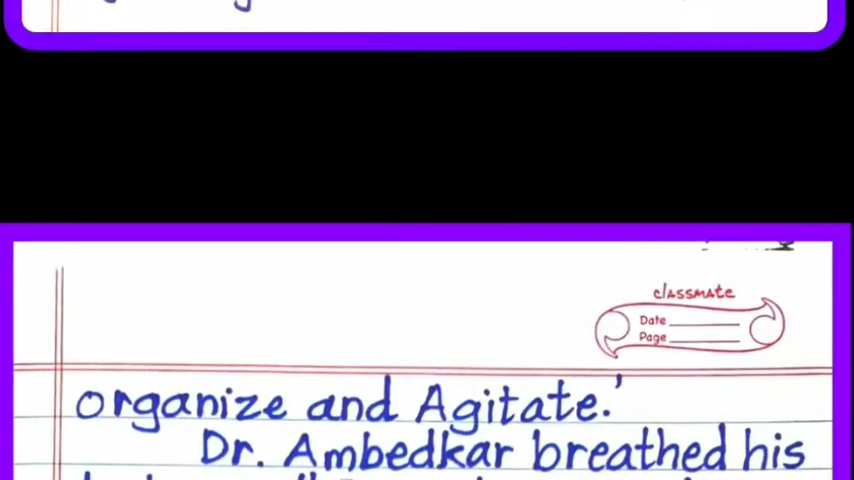 classmate
Date
Page
organize and Agitate.'
Dr. Ambedkar breathed his